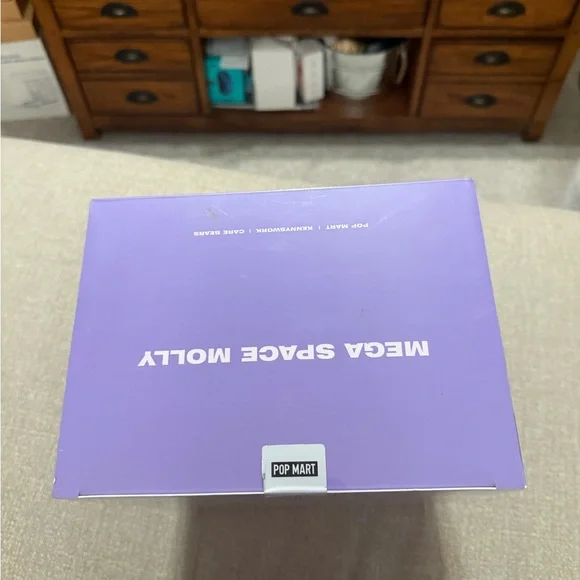 MEGA SPACE MOLLY
POP MART | KENNYSWORK | CARE BEARS
POP MART